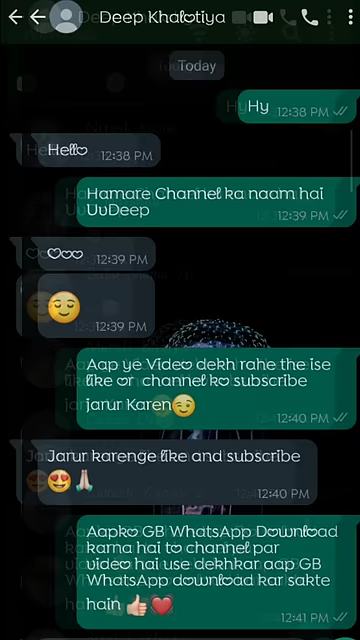 Deep Khalotiya
Today
Hy
12:38 PM
Hello
12:38 PM
Hamare Channel ka naam hai
UvDeep
12:39 PM
12:39 PM
😌
12:39 PM
Aap ye Video dekh rahe the ise
like or channel ko subscribe
jarur Karen😉
12:40 PM
Jarur karenge like and subscribe
😍🙏🏻
12:40 PM
Aapko GB WhatsApp Download
karna hai to channel par
video hai use dekhkar aap GB
WhatsApp download kar sakte
hain 👍🏻❤️
12:41 PM